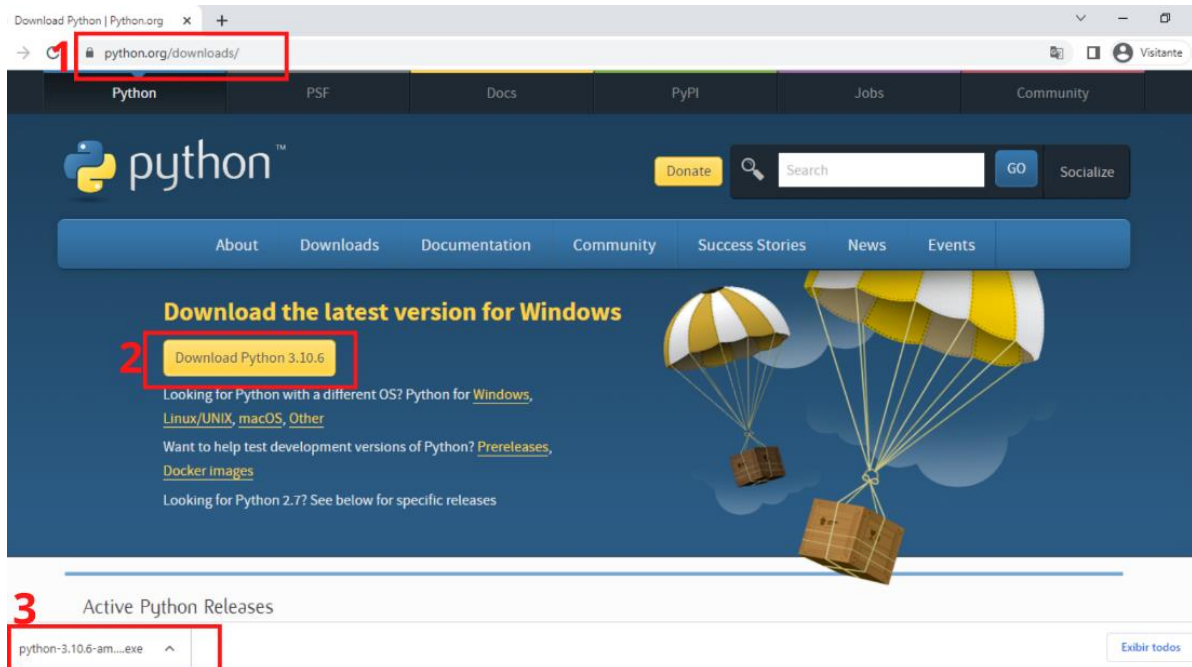 Download Python | Python.org
1
python.org/downloads/
Visitante
Python PSF Docs PyPI Jobs Community
python™
Donate Search GO Socialize
About Downloads Documentation Community Success Stories News Events
Download the latest version for Windows
2
Download Python 3.10.6
Looking for Python with a different OS? Python for Windows,
Linux/UNIX, macOS, Other
Want to help test development versions of Python? Prereleases,
Docker images
Looking for Python 2.7? See below for specific releases
3
Active Python Releases
python-3.10.6-am....exe
Exibir todos